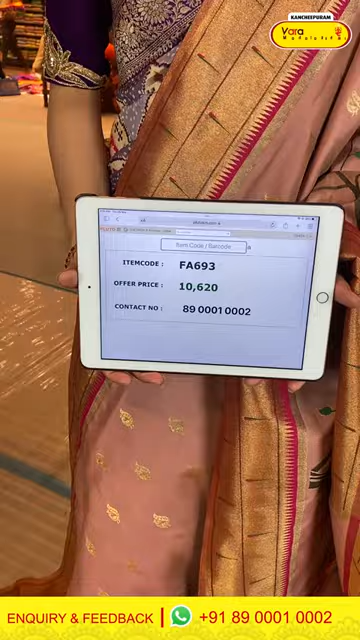 KANCHEEPURAM
Vara
Item Code / Barcode
ITEMCODE : FA693
OFFER PRICE : 10,620
CONTACT NO : 89 0001 0002
ENQUIRY & FEEDBACK | +91 89 0001 0002